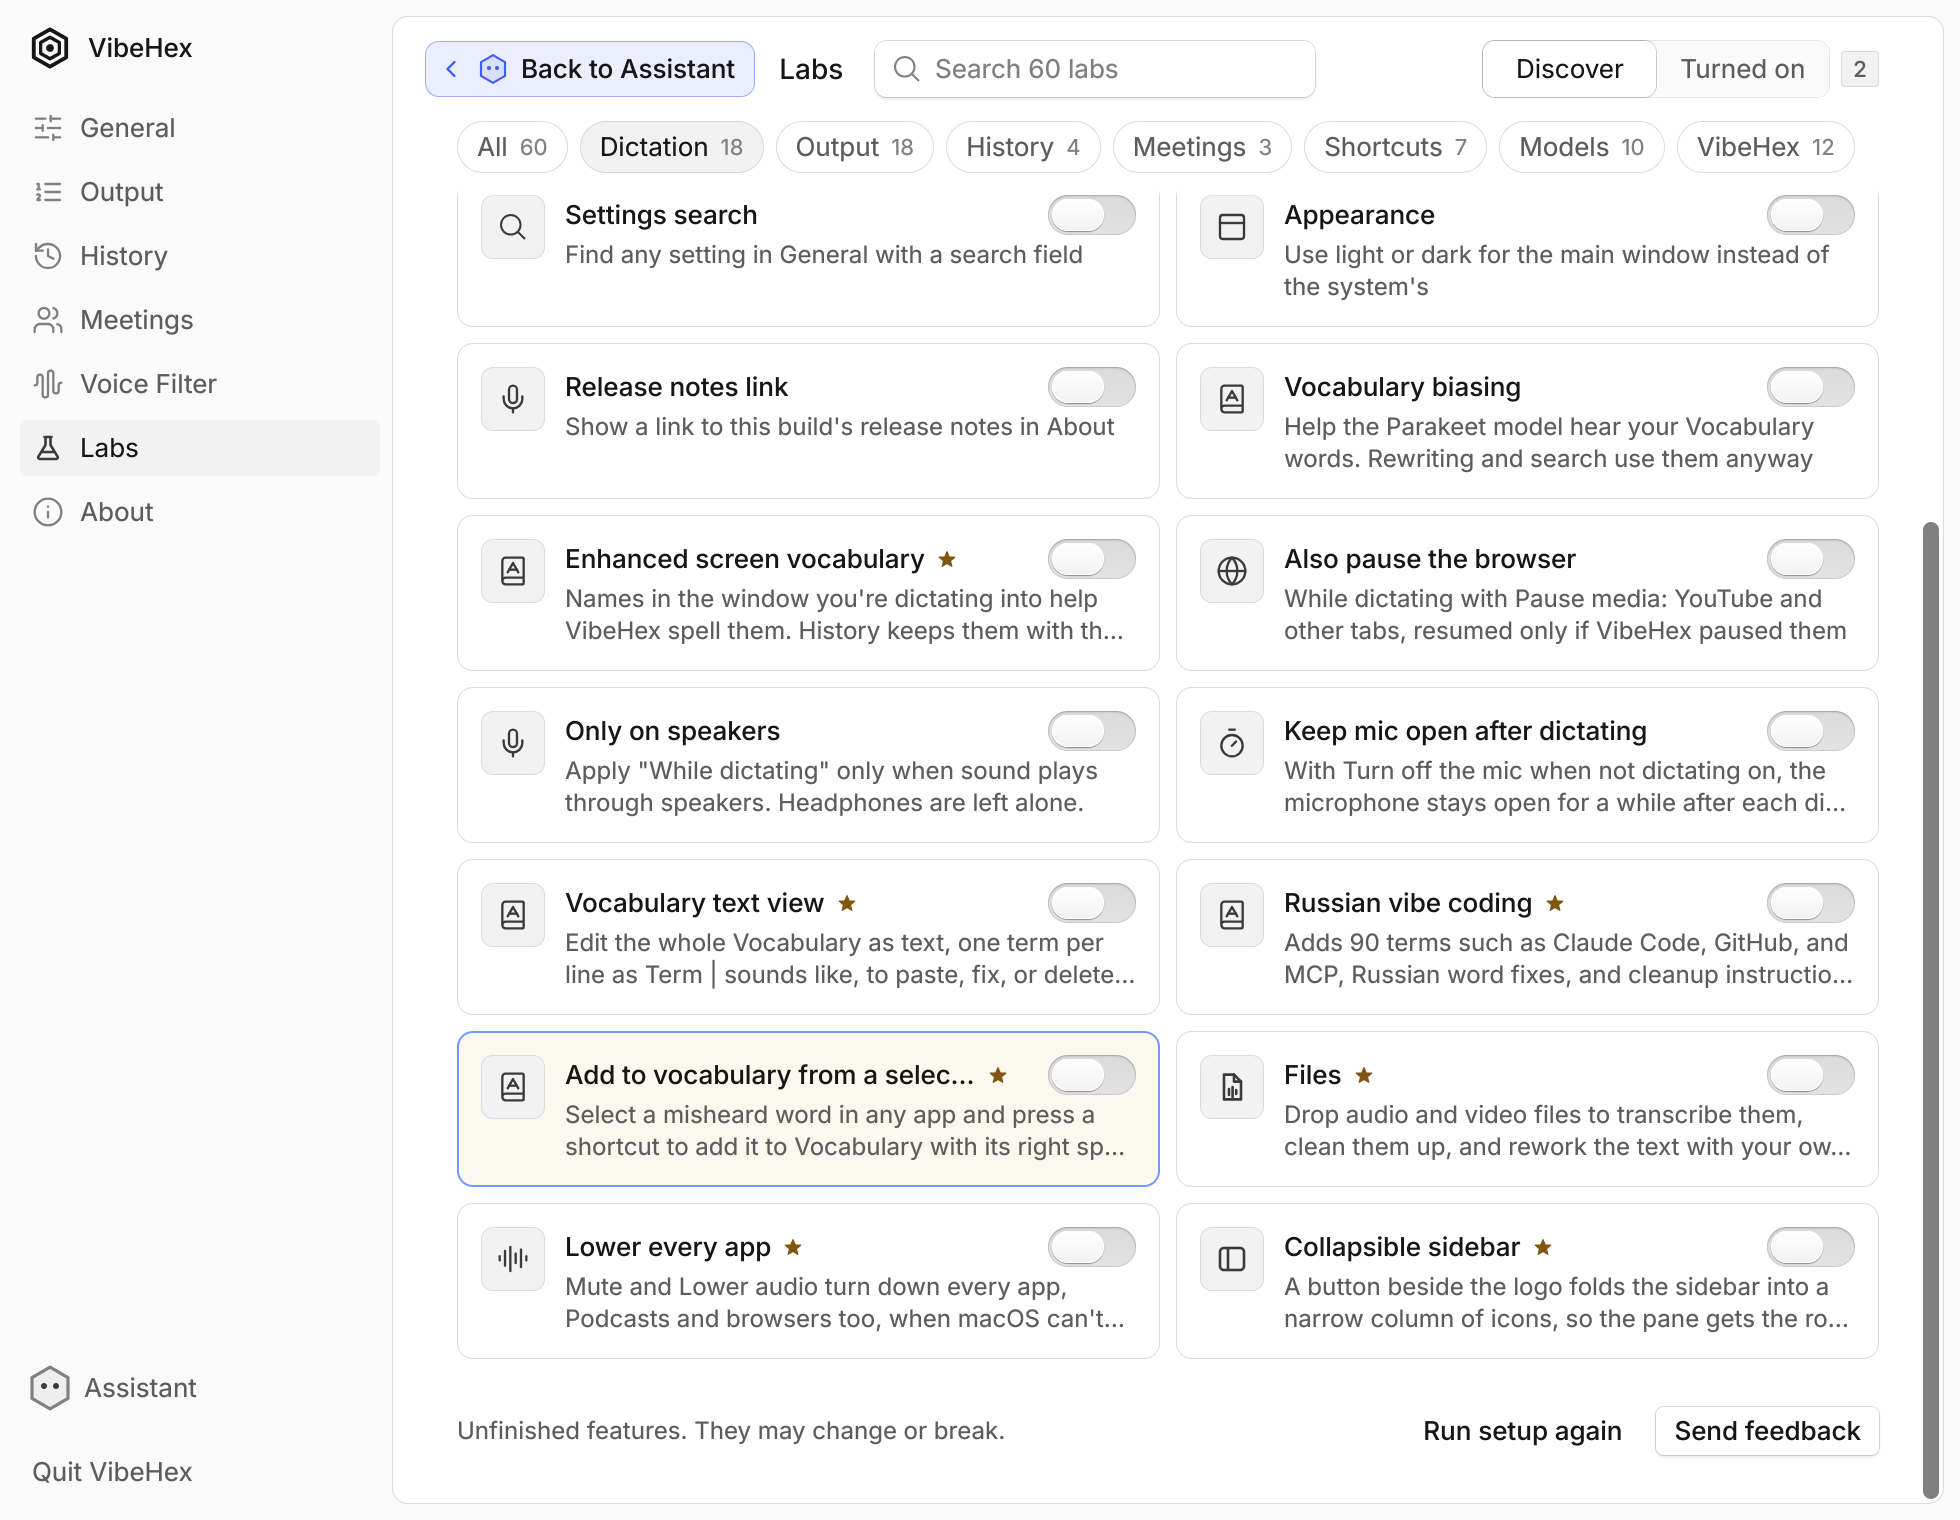 VibeHex
General
Output
History
Meetings
Voice Filter
Labs
About
Assistant
Quit VibeHex
Back to Assistant
Labs
Search 60 labs
Discover
Turned on
2
All 60
Dictation 18
Output 18
History 4
Meetings 3
Shortcuts 7
Models 10
VibeHex 12
Settings search
Find any setting in General with a search field
Appearance
Use light or dark for the main window instead of
the system's
Release notes link
Show a link to this build's release notes in About
Vocabulary biasing
Help the Parakeet model hear your Vocabulary
words. Rewriting and search use them anyway
Enhanced screen vocabulary
Names in the window you're dictating into help
VibeHex spell them. History keeps them with th...
Also pause the browser
While dictating with Pause media: YouTube and
other tabs, resumed only if VibeHex paused them
Only on speakers
Apply "While dictating" only when sound plays
through speakers. Headphones are left alone.
Keep mic open after dictating
With Turn off the mic when not dictating on, the
microphone stays open for a while after each di...
Vocabulary text view
Edit the whole Vocabulary as text, one term per
line as Term | sounds like, to paste, fix, or delete...
Russian vibe coding
Adds 90 terms such as Claude Code, GitHub, and
MCP, Russian word fixes, and cleanup instructio...
Add to vocabulary from a selec...
Select a misheard word in any app and press a
shortcut to add it to Vocabulary with its right sp...
Files
Drop audio and video files to transcribe them,
clean them up, and rework the text with your ow...
Lower every app
Mute and Lower audio turn down every app,
Podcasts and browsers too, when macOS can't...
Collapsible sidebar
A button beside the logo folds the sidebar into a
narrow column of icons, so the pane gets the ro...
Unfinished features. They may change or break.
Run setup again
Send feedback